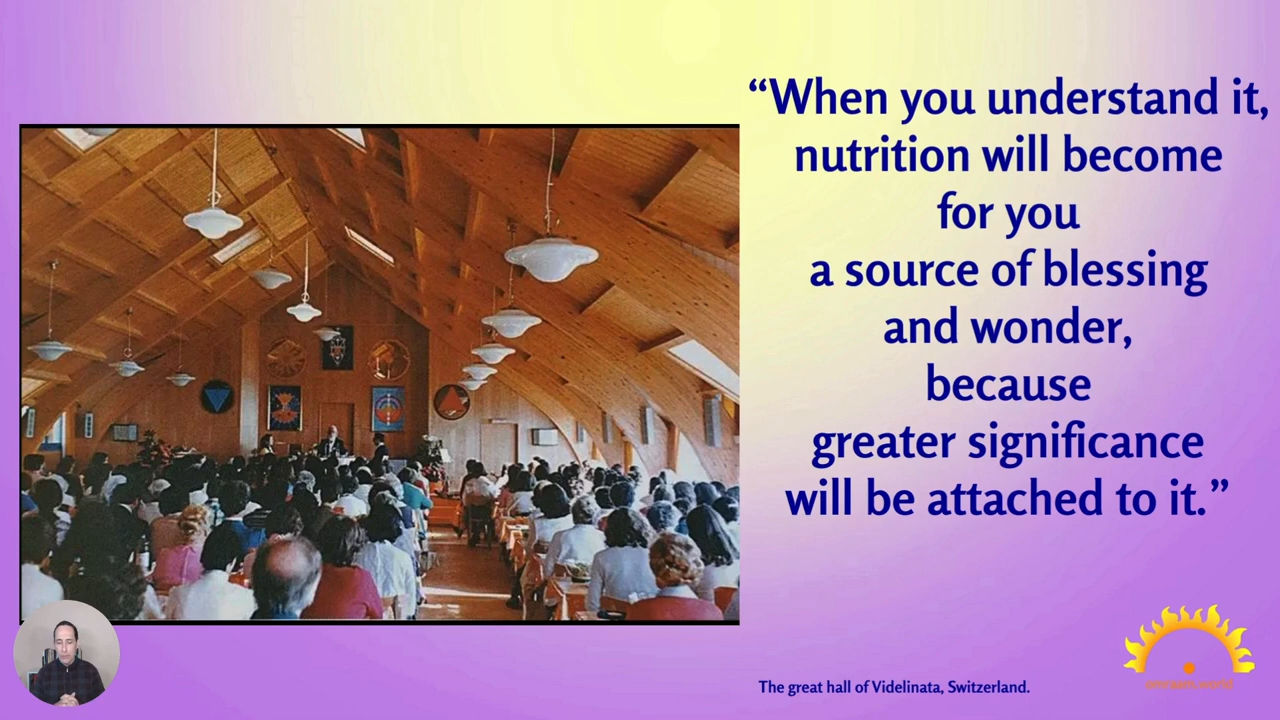 “When you understand it,
nutrition will become
for you
a source of blessing
and wonder,
because
greater significance
will be attached to it.”
The great hall of Videlinata, Switzerland.